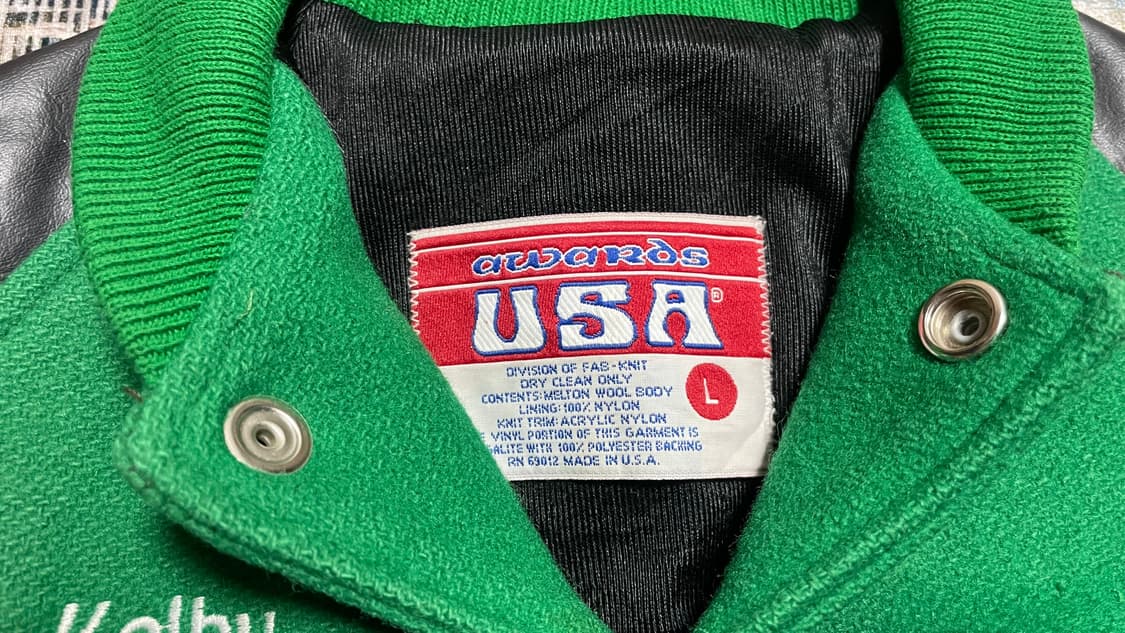 awards
USA®
DIVISION OF FAB-KNIT
DRY CLEAN ONLY
CONTENTS: MELTON WOOL BODY
LINING: 100% NYLON
KNIT TRIM: ACRYLIC NYLON
VINYL PORTION OF THIS GARMENT IS
WITH 100% POLYESTER BACKING
RN 69012 MADE IN U.S.A.
L